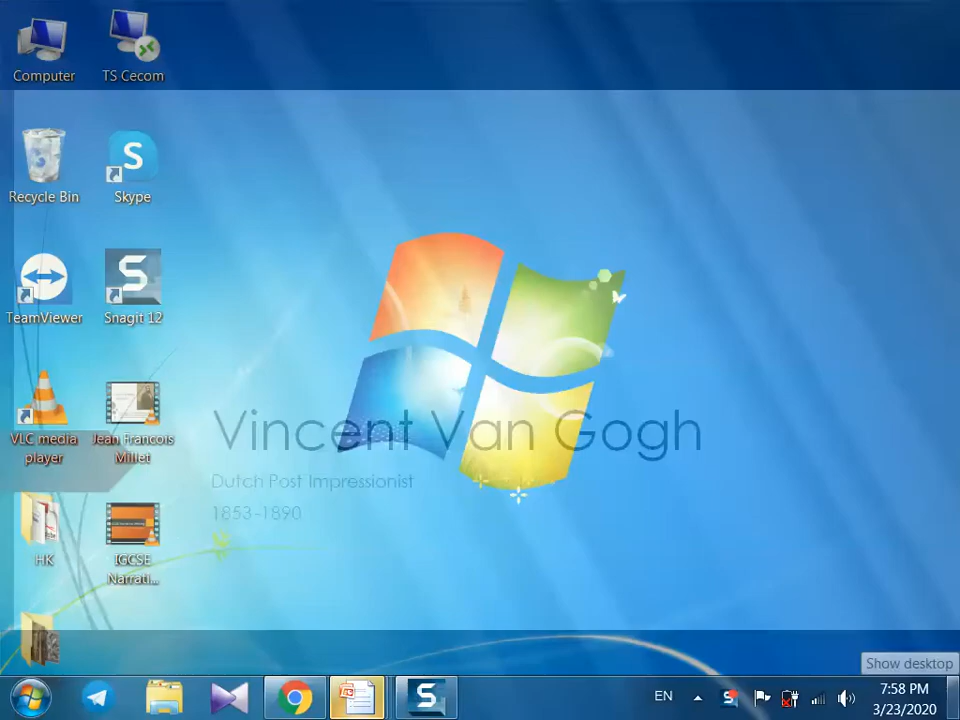 Computer
TS Cecom
Recycle Bin
Skype
TeamViewer
Snagit 12
VLC media
player
Jean Francois
Millet
Vincent Van Gogh
Dutch Post Impressionist
1853-1890
HK
IGCSE
Narrati...
Show desktop
EN
7:58 PM
3/23/2020